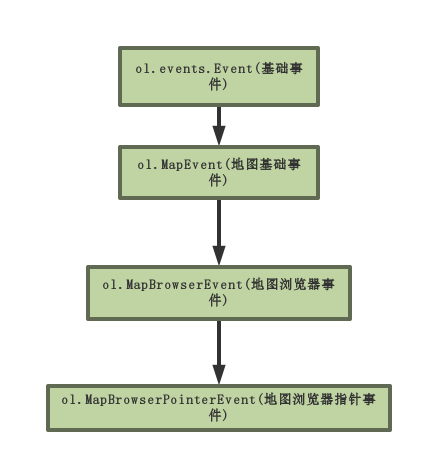 ol.events.Event(基础事
件)
ol.MapEvent(地图基础事
件)
ol.MapBrowserEvent(地图浏览器事
件)
ol.MapBrowserPointerEvent(地图浏览器指针事
件)